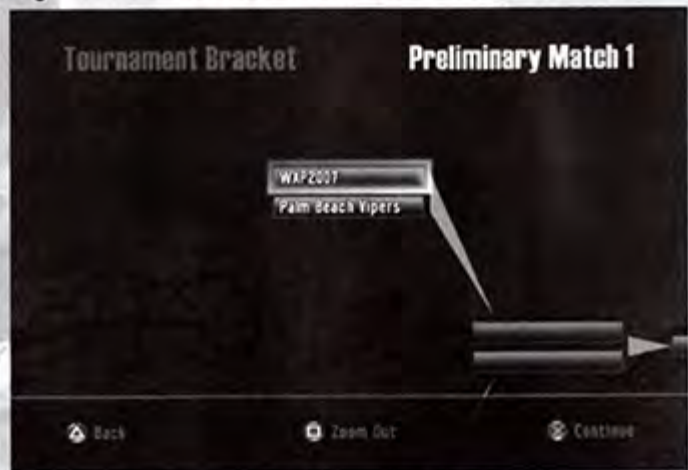 Tournament Bracket Preliminary Match 1
WXP2007
Palm Beach Vipers
Back Zoom Out Continue